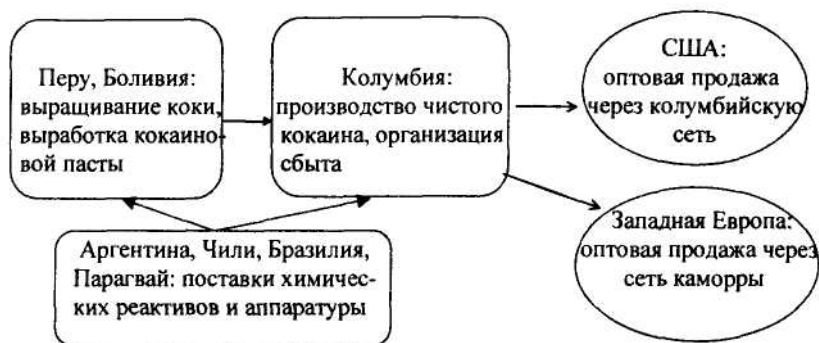 Перу, Боливия:
выращивание коки,
выработка кокаино-
вой пасты
Колумбия:
производство чистого
кокаина, организация
сбыта
США:
оптовая продажа
через колумбийскую
сеть
Западная Европа:
оптовая продажа через
сеть каморры
Аргентина, Чили, Бразилия,
Парагвай: поставки химичес-
ких реактивов и аппаратуры